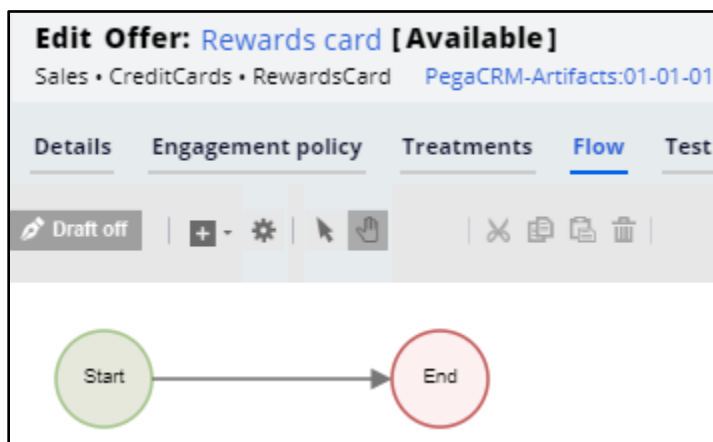 Edit Offer: Rewards card [Available]
Sales • CreditCards • RewardsCard PegaCRM-Artifacts:01-01-01
Details Engagement policy Treatments Flow Test
Draft off
Start End